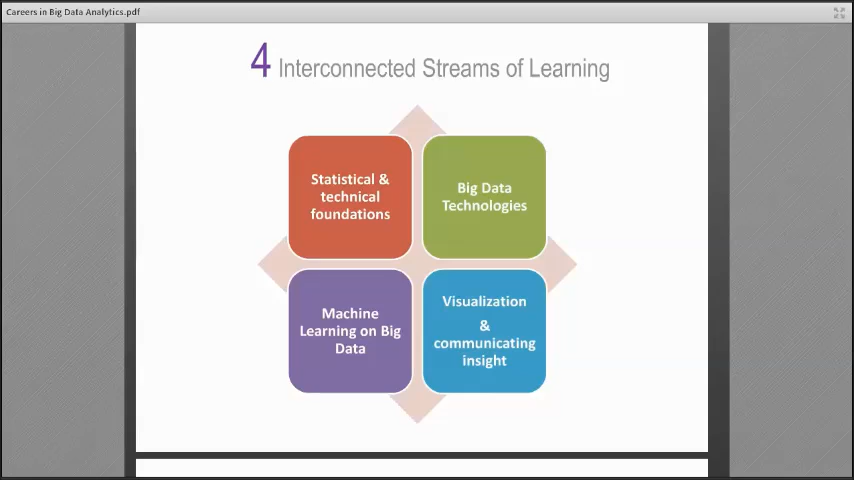 Careers in Big Data Analytics.pdf
4 Interconnected Streams of Learning
Statistical &
technical
foundations
Big Data
Technologies
Machine
Learning on Big
Data
Visualization
&
communicating
insight